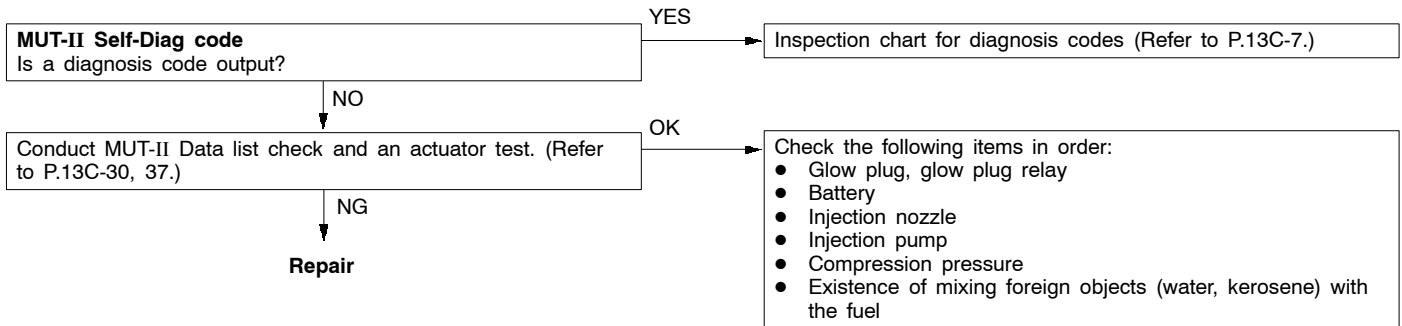 YES
MUT-II Self-Diag code
Is a diagnosis code output?
Inspection chart for diagnosis codes (Refer to P.13C-7.)
NO
OK
Conduct MUT-II Data list check and an actuator test. (Refer
to P.13C-30, 37.)
Check the following items in order:
● Glow plug, glow plug relay
● Battery
● Injection nozzle
● Injection pump
● Compression pressure
● Existence of mixing foreign objects (water, kerosene) with
the fuel
NG
Repair